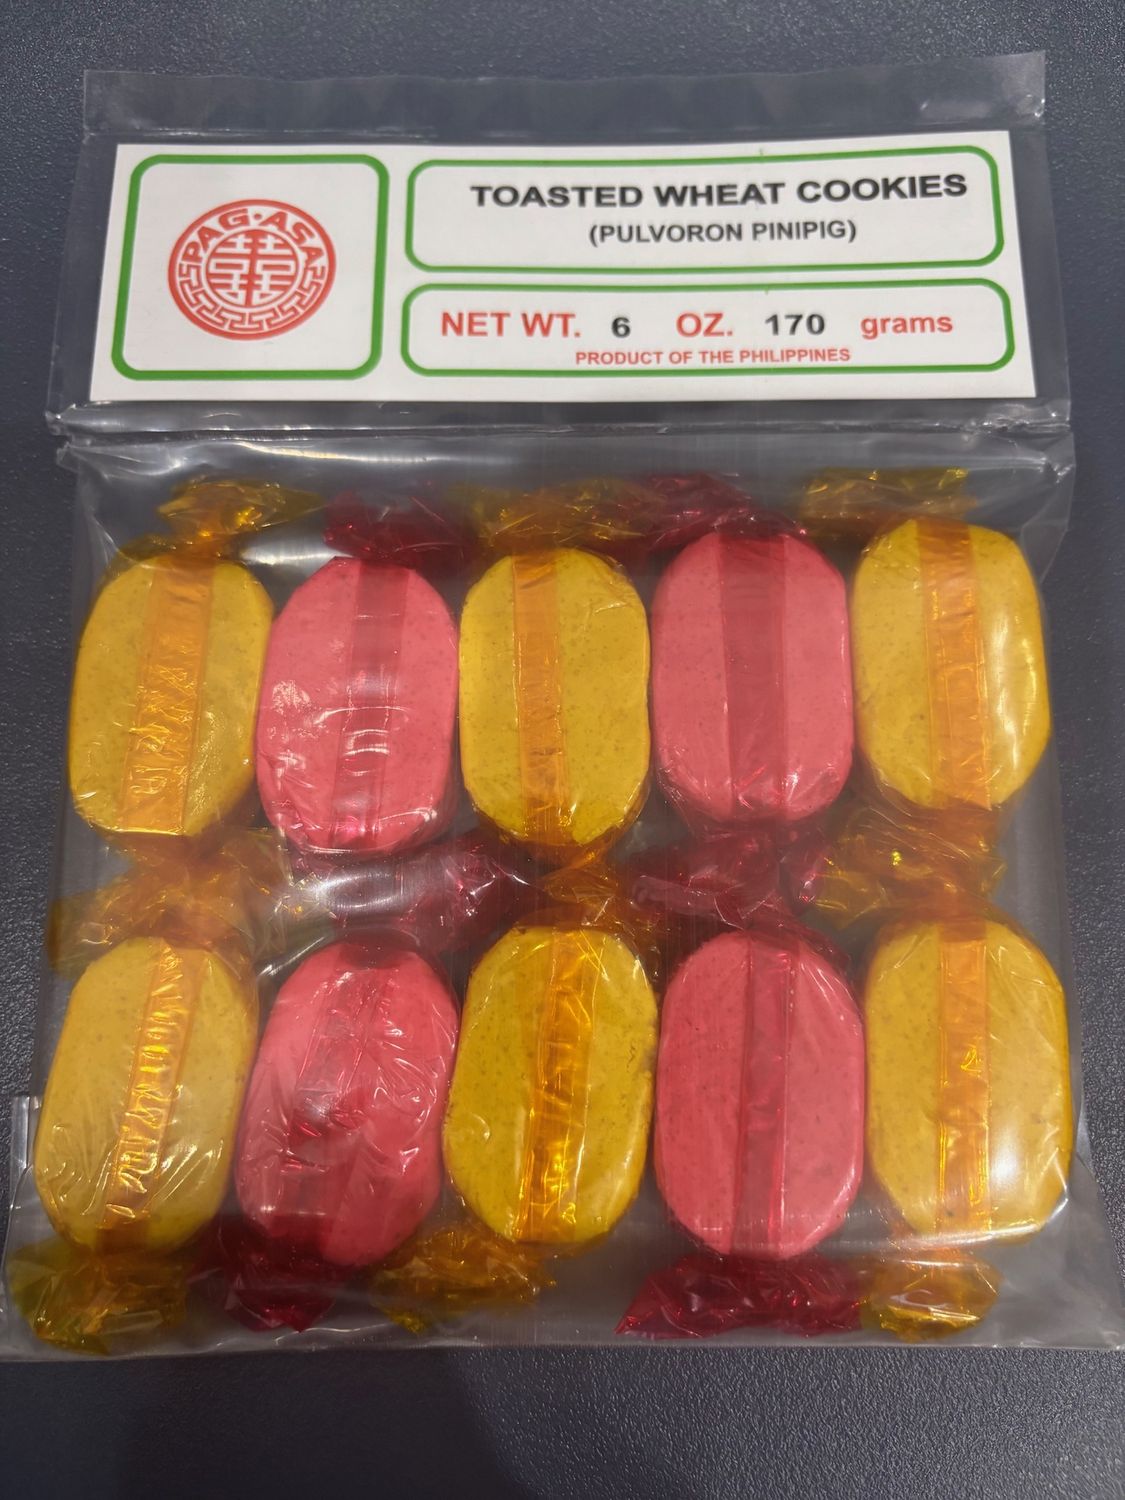 PAG·ASA
TOASTED WHEAT COOKIES
(PULVORON PINIPIG)
NET WT. 6 OZ. 170 grams
PRODUCT OF THE PHILIPPINES